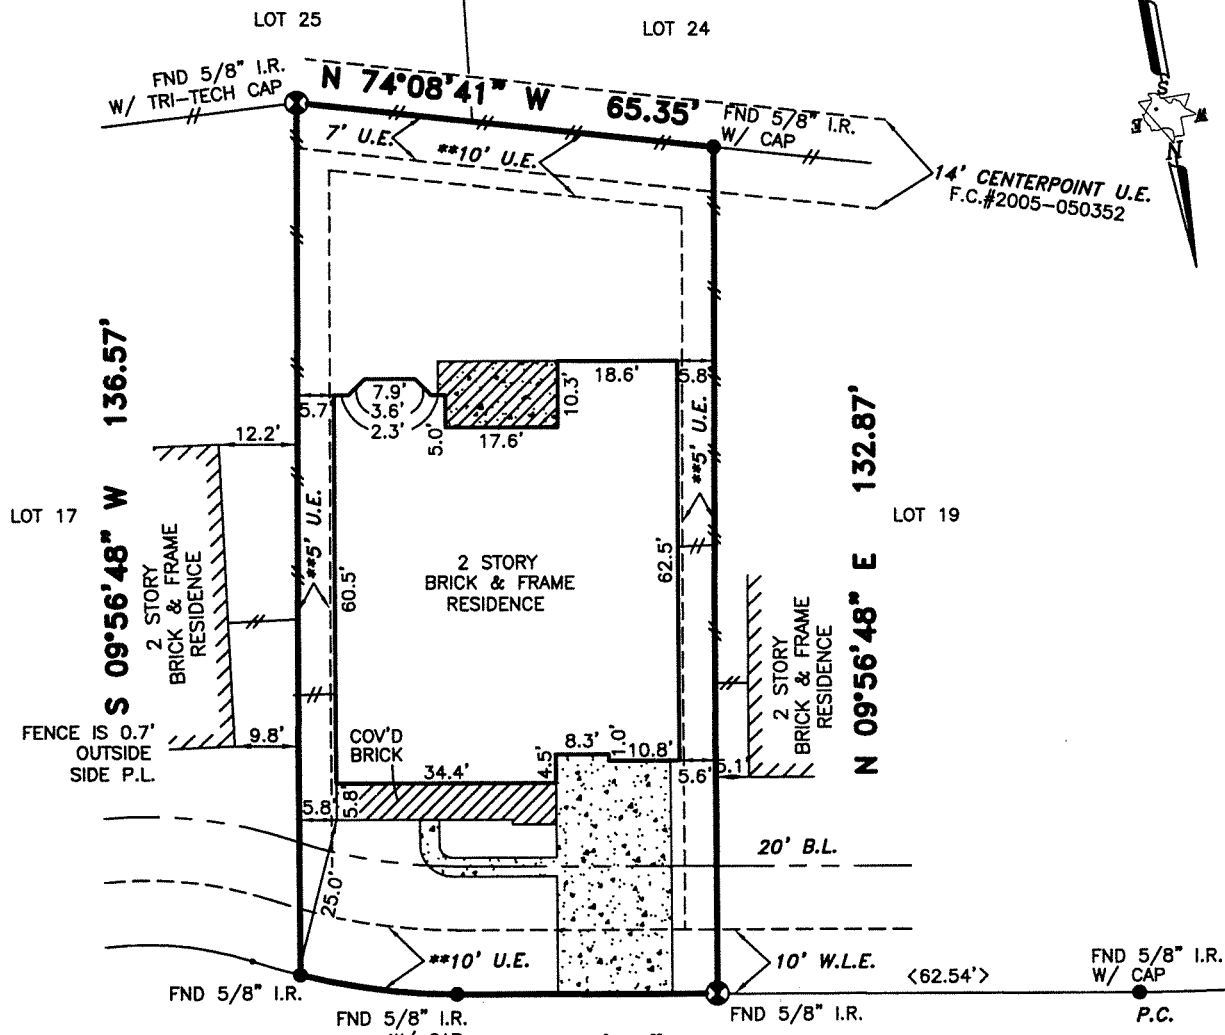 LOT 25
LOT 24
FND 5/8" I.R.
W/ TRI-TECH CAP
N 74°08'41" W 65.35'
FND 5/8" I.R.
W/ CAP
7' U.E.
**10' U.E.
14' CENTERPOINT U.E.
F.C.#2005-050352
S
E
W
N
S 09°56'48" W 136.57'
N 09°56'48" E 132.87'
18.6'
5.8'
10.3'
7.9'
3.6'
2.3'
5.7'
5.0'
17.6'
12.2'
**5' U.E.
**5' U.E.
LOT 17
LOT 19
2 STORY
BRICK & FRAME
RESIDENCE
2 STORY
BRICK & FRAME
RESIDENCE
2 STORY
BRICK & FRAME
RESIDENCE
60.5'
62.5'
FENCE IS 0.7'
OUTSIDE
SIDE P.L.
9.8'
COV'D
BRICK
34.4'
4.5'
8.3'
1.0'
10.8'
5.6'
5.1'
5.8'
5.8'
20' B.L.
25.0'
**10' U.E.
10' W.L.E.
<62.54'>
FND 5/8" I.R.
W/ CAP
P.C.
FND 5/8" I.R.
FND 5/8" I.R.
W/ CAP
FND 5/8" I.R.